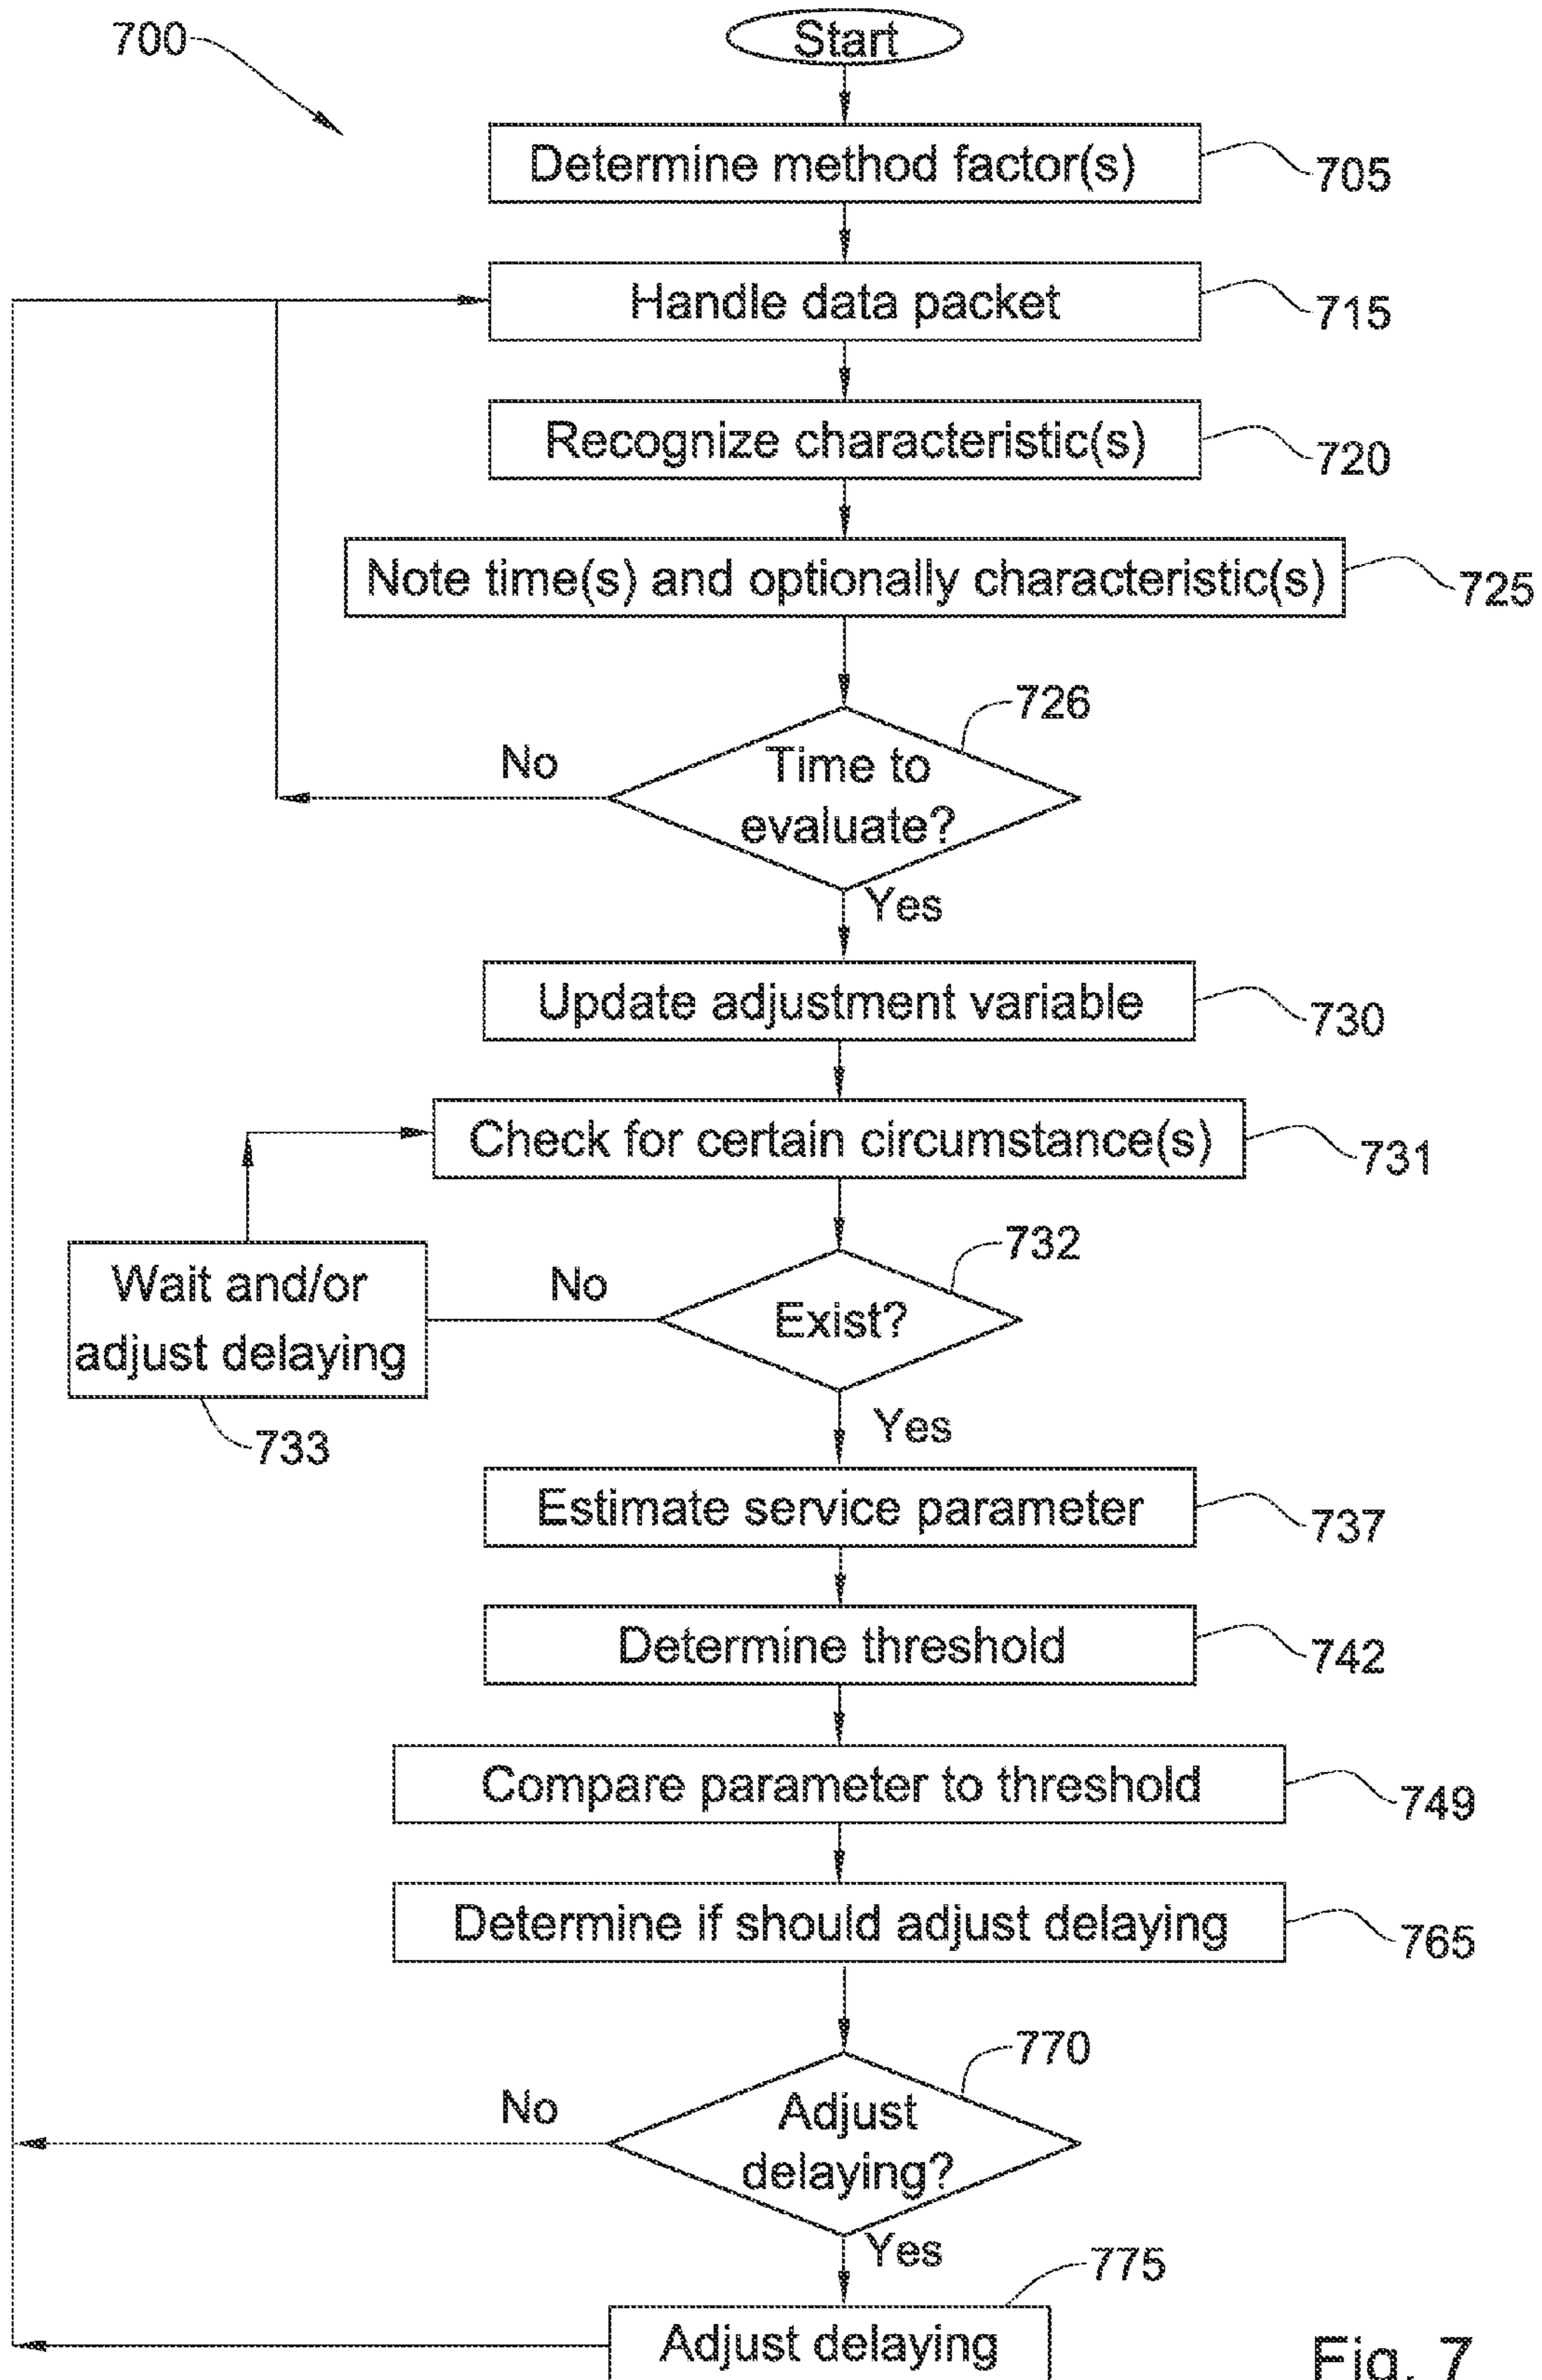 700
Start
Determine method factor(s)
705
Handle data packet
715
Recognize characteristic(s)
720
Note time(s) and optionally characteristic(s)
725
726
No
Time to
evaluate?
Yes
Update adjustment variable
730
Check for certain circumstance(s)
731
732
Wait and/or
adjust delaying
No
Exist?
733
Yes
Estimate service parameter
737
Determine threshold
742
Compare parameter to threshold
749
Determine if should adjust delaying
765
770
No
Adjust
delaying?
Yes
775
Adjust delaying
Fig. 7